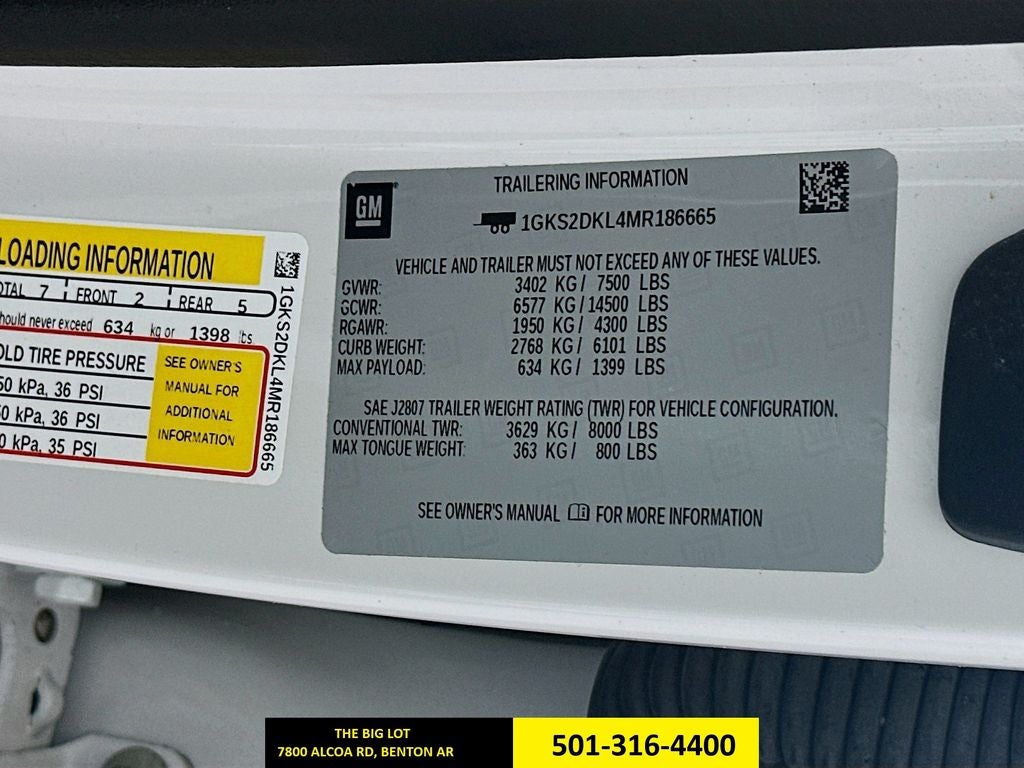 LOADING INFORMATION
TOTAL 7 FRONT 2 REAR 5
should never exceed 634 kg or 1398 lbs.
COLD TIRE PRESSURE
50 kPa, 36 PSI
50 kPa, 36 PSI
0 kPa, 35 PSI
SEE OWNER'S
MANUAL FOR
ADDITIONAL
INFORMATION
1GKS2DKL4MR186665
GM
TRAILERING INFORMATION
1GKS2DKL4MR186665
VEHICLE AND TRAILER MUST NOT EXCEED ANY OF THESE VALUES.
GVWR: 3402 KG / 7500 LBS
GCWR: 6577 KG / 14500 LBS
RGAWR: 1950 KG / 4300 LBS
CURB WEIGHT: 2768 KG / 6101 LBS
MAX PAYLOAD: 634 KG / 1399 LBS
SAE J2807 TRAILER WEIGHT RATING (TWR) FOR VEHICLE CONFIGURATION.
CONVENTIONAL TWR: 3629 KG / 8000 LBS
MAX TONGUE WEIGHT: 363 KG / 800 LBS
SEE OWNER'S MANUAL FOR MORE INFORMATION
THE BIG LOT
7800 ALCOA RD, BENTON AR
501-316-4400